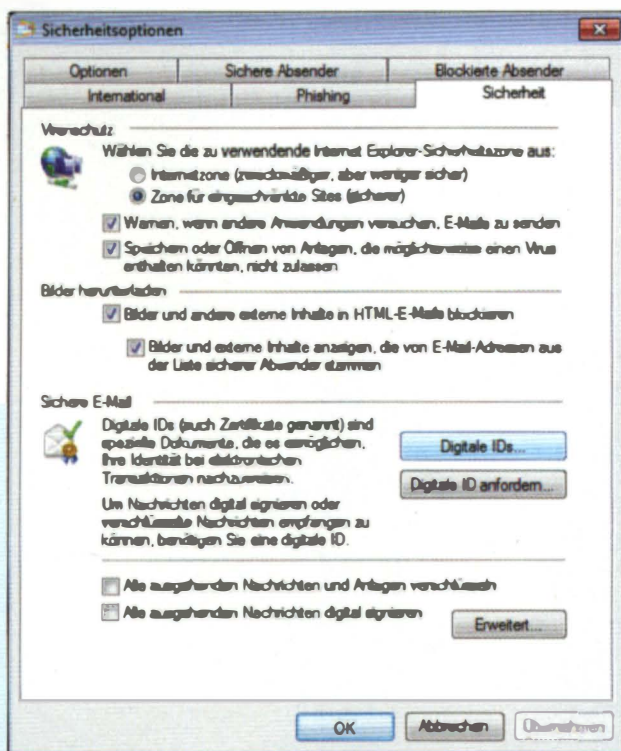 Sicherheitsoptionen
Optionen Sichere Absender Blockierte Absender
International Phishing Sicherheit
Virenschutz
Wählen Sie die zu verwendende Internet Explorer-Sicherheitszone aus:
Internetzone (zweckmäßiger, aber weniger sicher)
Zone für eingeschränkte Sites (sicherer)
Warnen, wenn andere Anwendungen versuchen, E-Mails zu senden
Speichern oder Öffnen von Anlagen, die möglicherweise einen Virus
enthalten könnten, nicht zulassen
Bilder herunterladen
Bilder und andere externe Inhalte in HTML-E-Mails blockieren
Bilder und externe Inhalte anzeigen, die von E-Mail-Adressen aus
der Liste sicherer Absender stammen
Sichere E-Mail
Digitale IDs (auch Zertifikate genannt) sind
spezielle Dokumente, die es ermöglichen,
Ihre Identität bei elektronischen
Transaktionen nachzuweisen.
Digitale IDs...
Digitale ID anfordern...
Um Nachrichten digital signieren oder
verschlüsselte Nachrichten empfangen zu
können, benötigen Sie eine digitale ID.
Alle ausgehenden Nachrichten und Anlagen verschlüsseln
Alle ausgehenden Nachrichten digital signieren
Erweitert...
OK Abbrechen Übernehmen